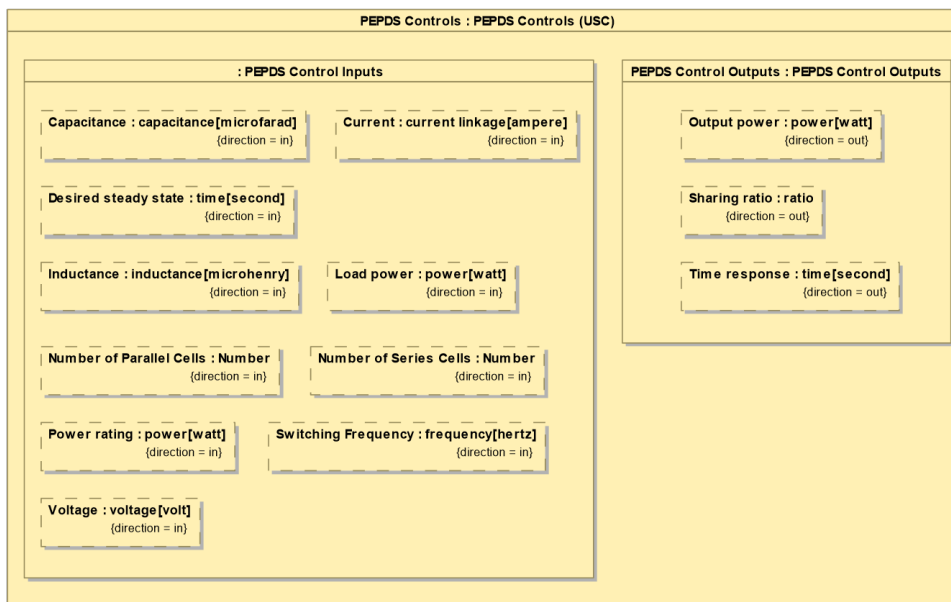 PEPDS Controls : PEPDS Controls (USC)
: PEPDS Control Inputs
Capacitance : capacitance[microfarad]
{direction = in}
Current : current linkage[ampere]
{direction = in}
Desired steady state : time[second]
{direction = in}
Inductance : inductance[microhenry]
{direction = in}
Load power : power[watt]
{direction = in}
Number of Parallel Cells : Number
{direction = in}
Number of Series Cells : Number
{direction = in}
Power rating : power[watt]
{direction = in}
Switching Frequency : frequency[hertz]
{direction = in}
Voltage : voltage[volt]
{direction = in}
PEPDS Control Outputs : PEPDS Control Outputs
Output power : power[watt]
{direction = out}
Sharing ratio : ratio
{direction = out}
Time response : time[second]
{direction = out}